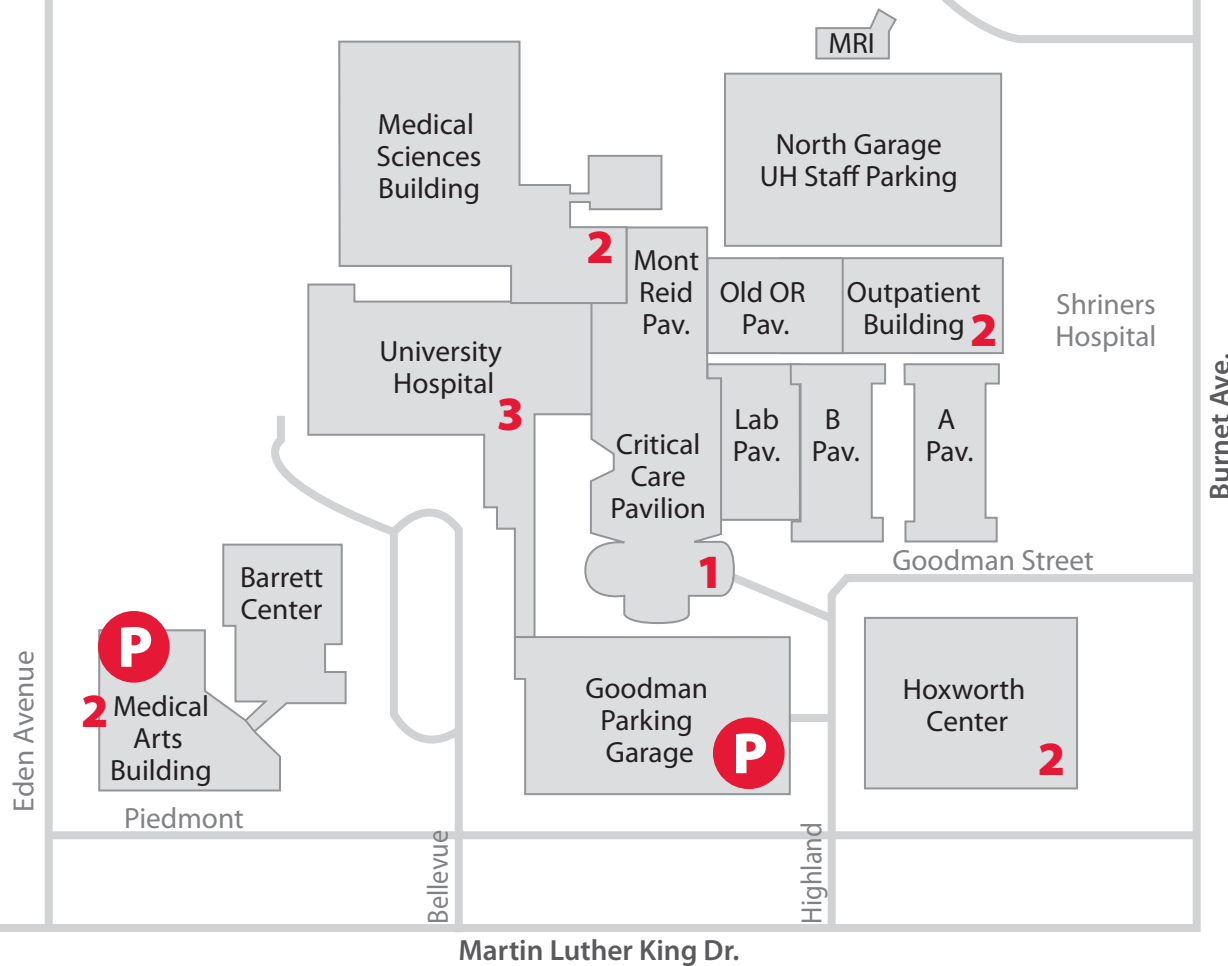 MRI
Medical
Sciences
Building
North Garage
UH Staff Parking
2
Mont
Reid
Pav.
Old OR
Pav.
Outpatient
Building 2
Shriners
Hospital
University
Hospital
3
Burnet Ave.
Lab
Pav.
B
Pav.
A
Pav.
Critical
Care
Pavilion
1
Goodman Street
Barrett
Center
P
2 Medical
Arts
Building
Eden Avenue
Goodman
Parking
Garage
P
Hoxworth
Center
2
Piedmont
Bellevue
Highland
Martin Luther King Dr.